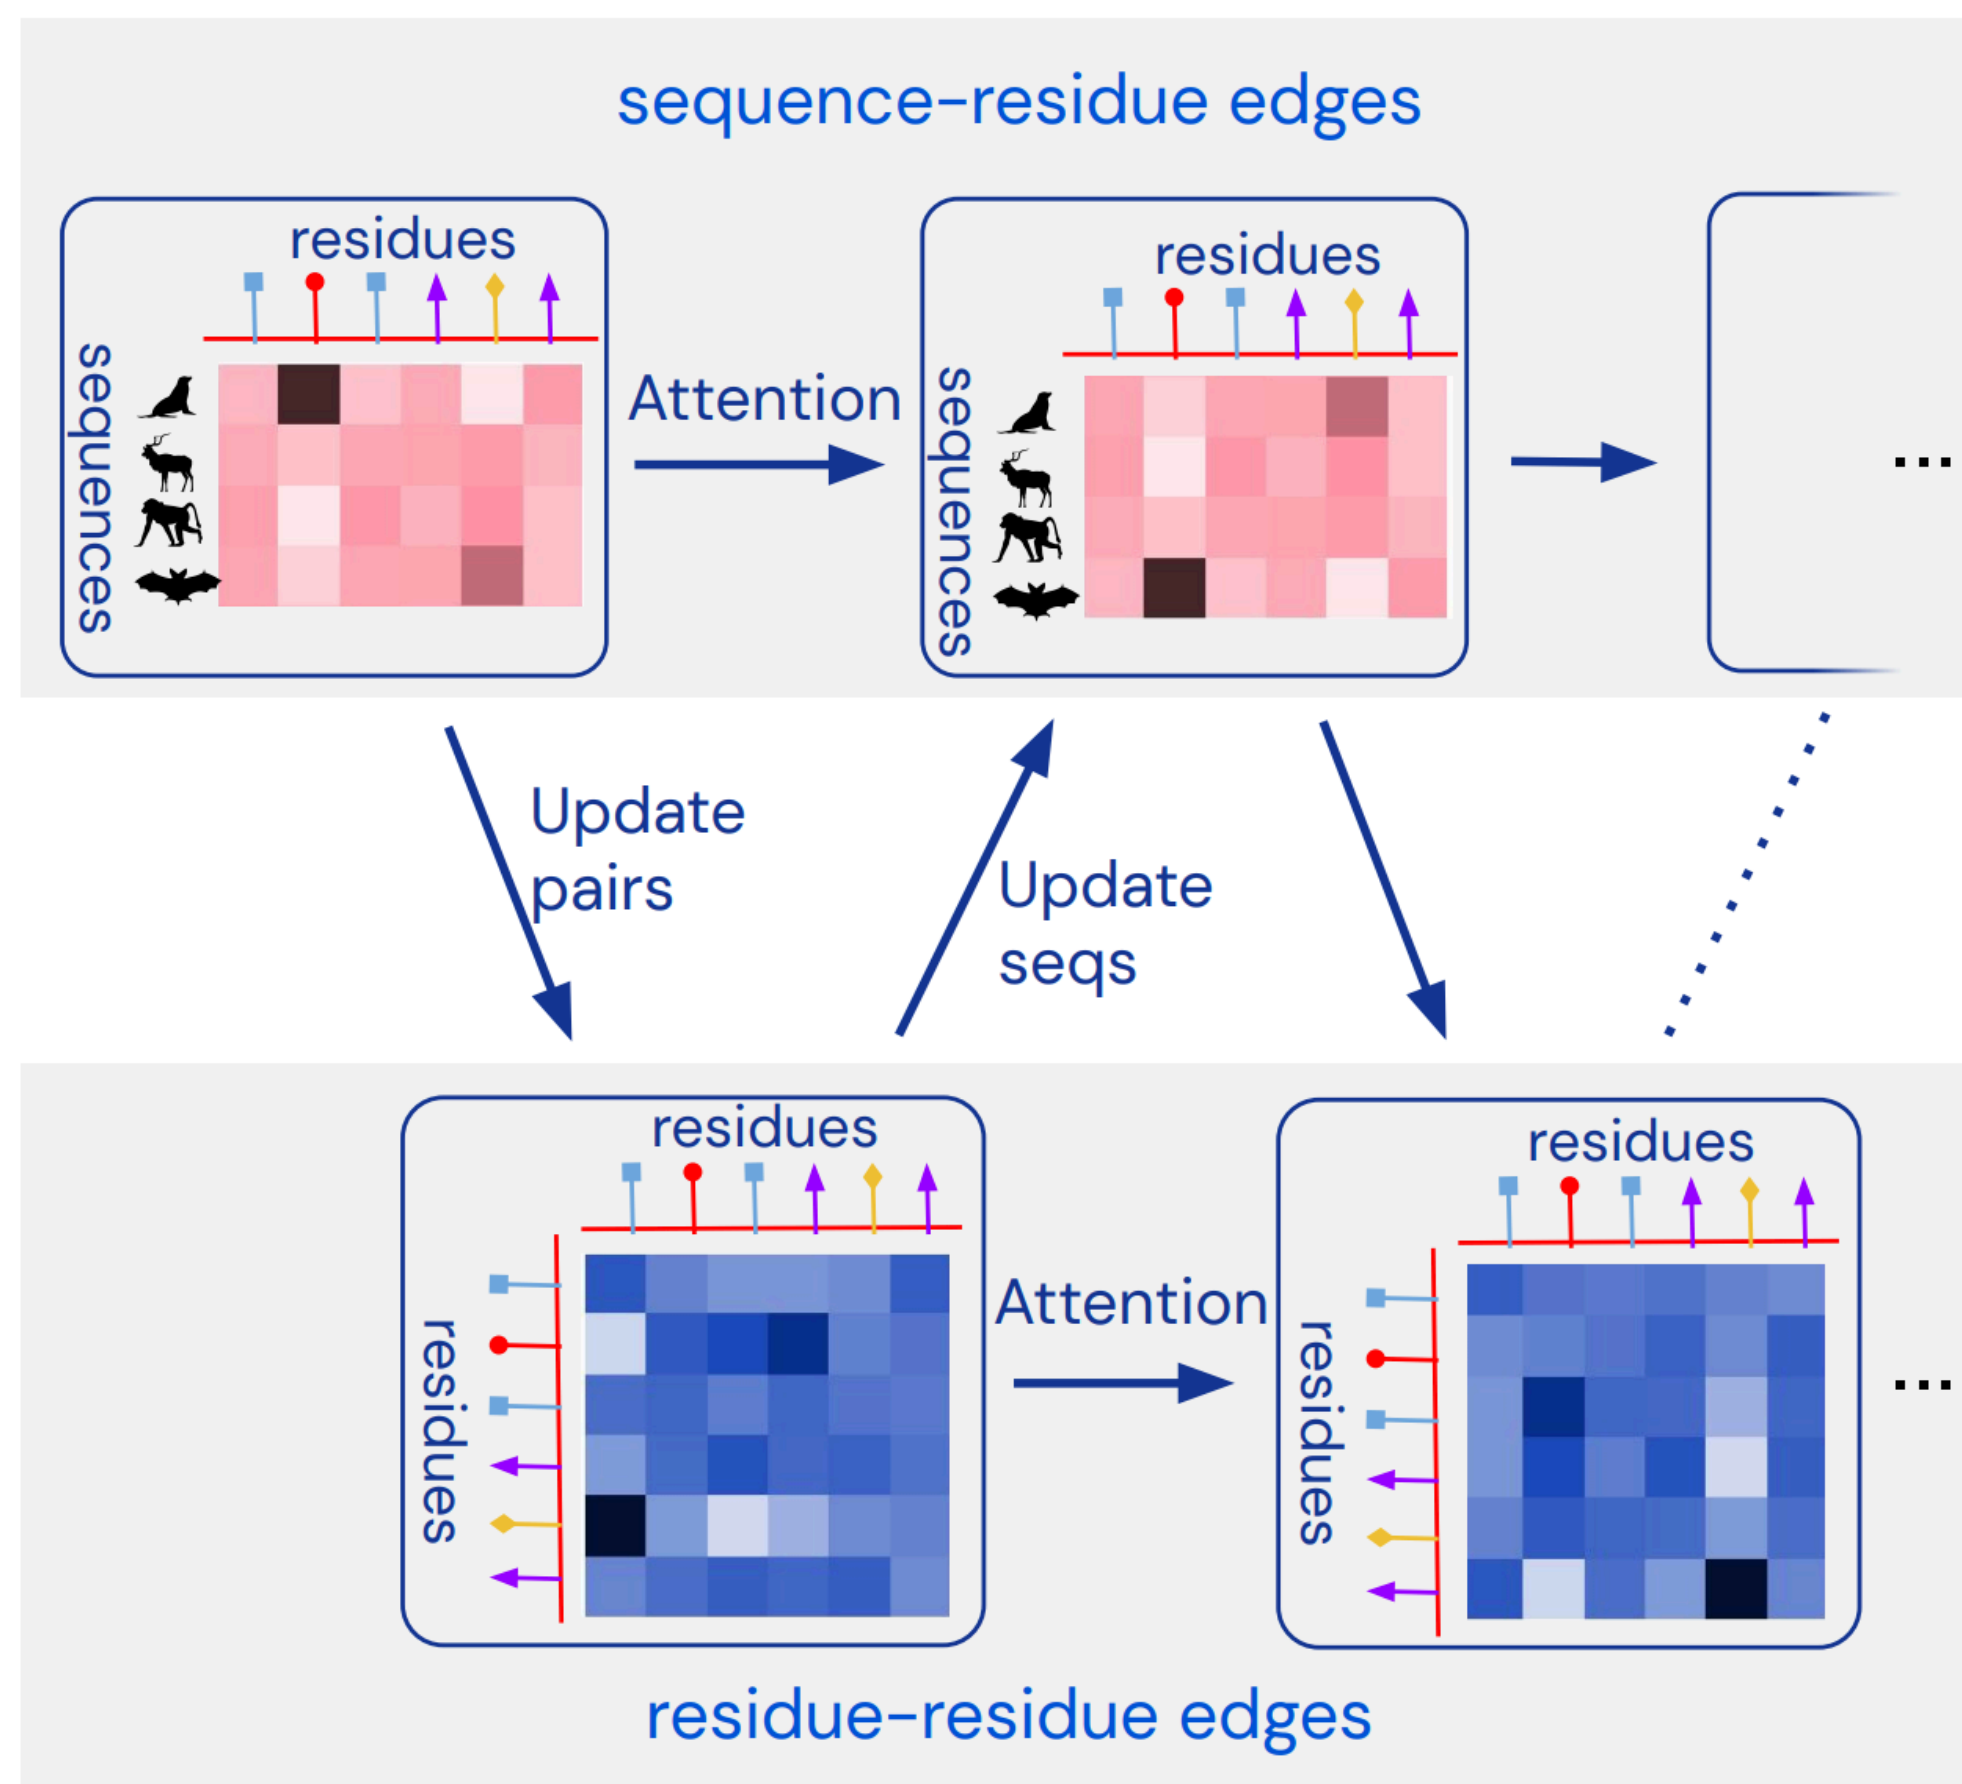 sequence-residue edges
residues
sequences
Attention
residues
sequences
...
Update
pairs
Update
seqs
residues
residues
Attention
residues
residues
...
residue-residue edges